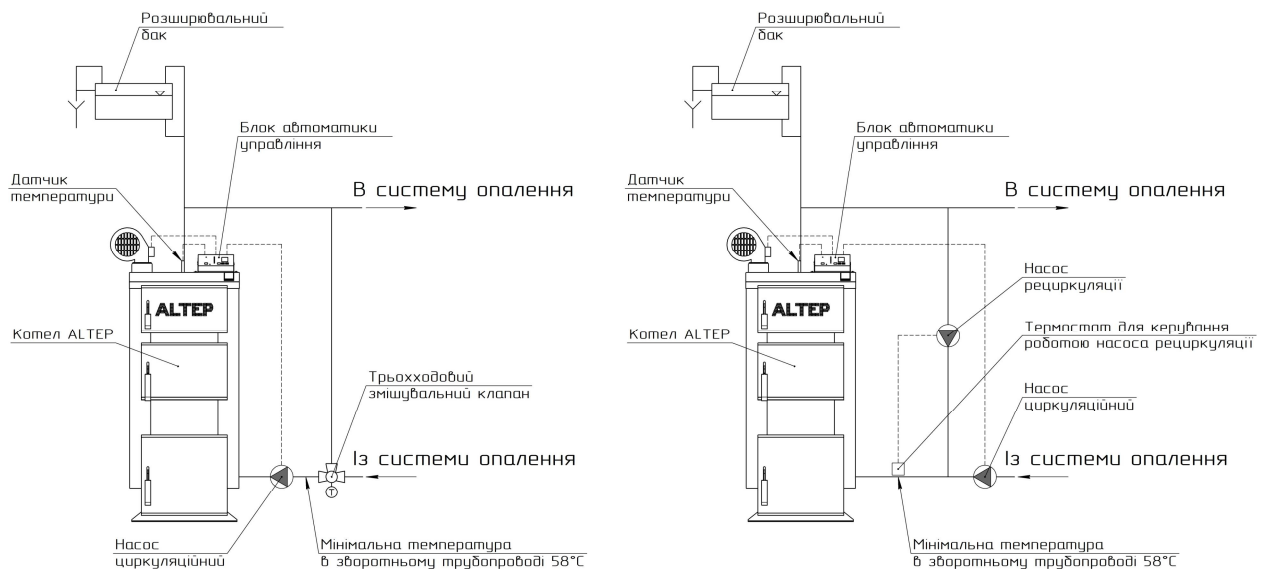 Розширювальний
бак
Блок автоматики
управління
Датчик
температури
В систему опалення
ALTEP
Котел ALTEP
Трьохходовий
змішувальний клапан
Із системи опалення
T
Насос
циркуляційний
Мінімальна температура
в зворотньому трубопроводі 58°С
Розширювальний
бак
Блок автоматики
управління
Датчик
температури
В систему опалення
Насос
рециркуляції
ALTEP
Термостат для керування
роботою насоса рециркуляції
Котел ALTEP
Насос
циркуляційний
Із системи опалення
Мінімальна температура
в зворотньому трубопроводі 58°С